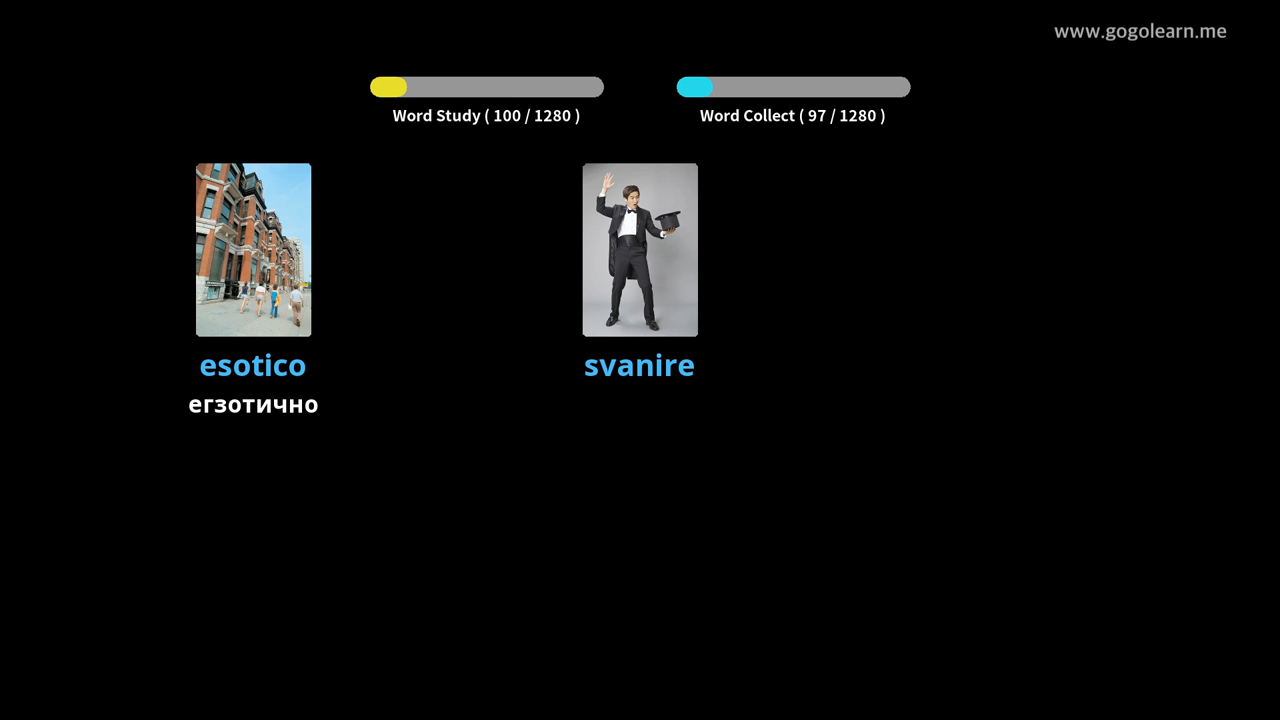 www.gogolearn.me
Word Study ( 100 / 1280 )
Word Collect ( 97 / 1280 )
esotico
svanire
егзотично